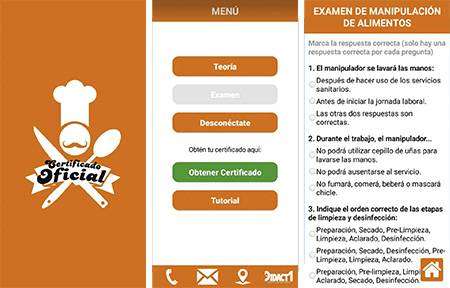 Certificado
Oficial
MENÚ
Teoría
Examen
Desconéctate
Obtén tu certificado aquí:
Obtener Certificado
Tutorial
DIDACTI
EXAMEN DE MANIPULACIÓN
DE ALIMENTOS
Marca la respuesta correcta (solo hay una
respuesta correcta por cada pregunta)
1. El manipulador se lavará las manos:
Después de hacer uso de los servicios
sanitarios.
Antes de iniciar la jornada laboral.
Las otras dos respuestas son
correctas.
2. Durante el trabajo, el manipulador...
No podrá utilizar cepillo de uñas para
lavarse las manos.
No podrá ausentarse al servicio.
No fumará, comerá, beberá o mascará
chicle.
3. Indique el orden correcto de las etapas
de limpieza y desinfección:
Preparación, Secado, Pre-Limpieza,
Limpieza, Aclarado, Desinfección.
Preparación, Secado, Pre-Limpieza,
Limpieza, Desinfección, Aclarado.
Preparación, Pre-limpieza, Limpieza,
Aclarado, Secado, Desinfección.